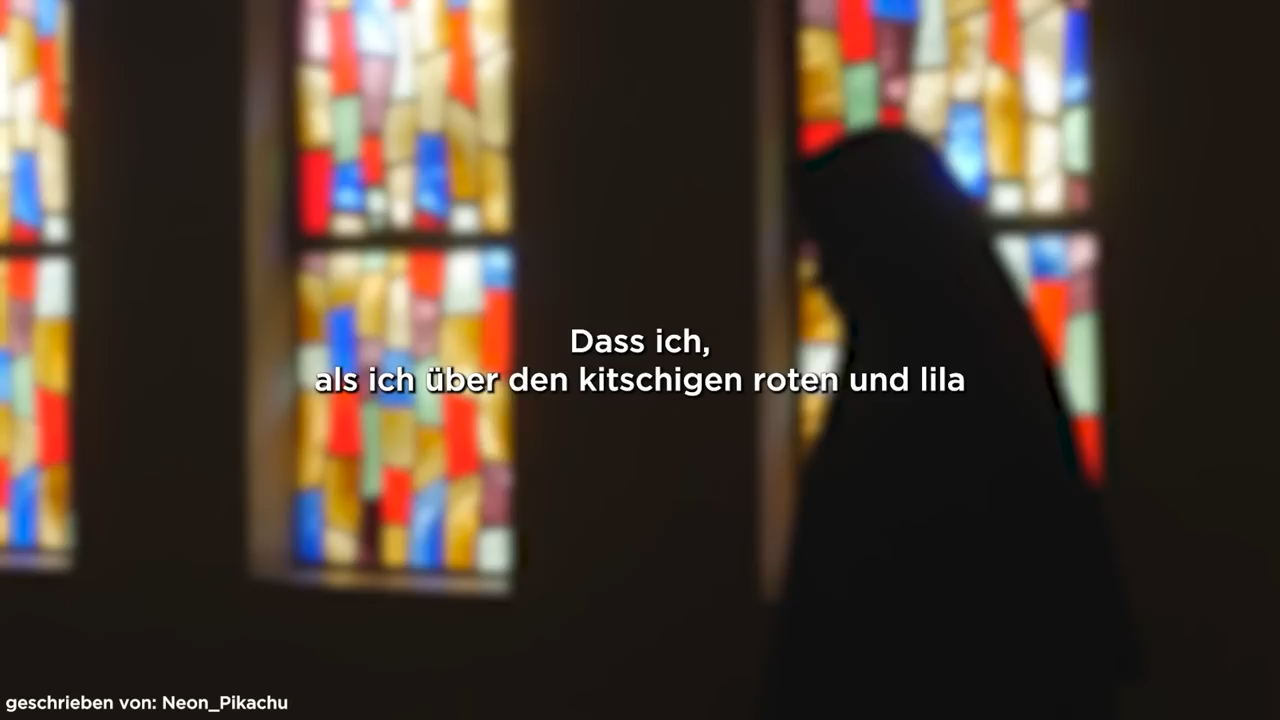 Dass ich,
als ich über den kitschigen roten und lila
geschrieben von: Neon_Pikachu